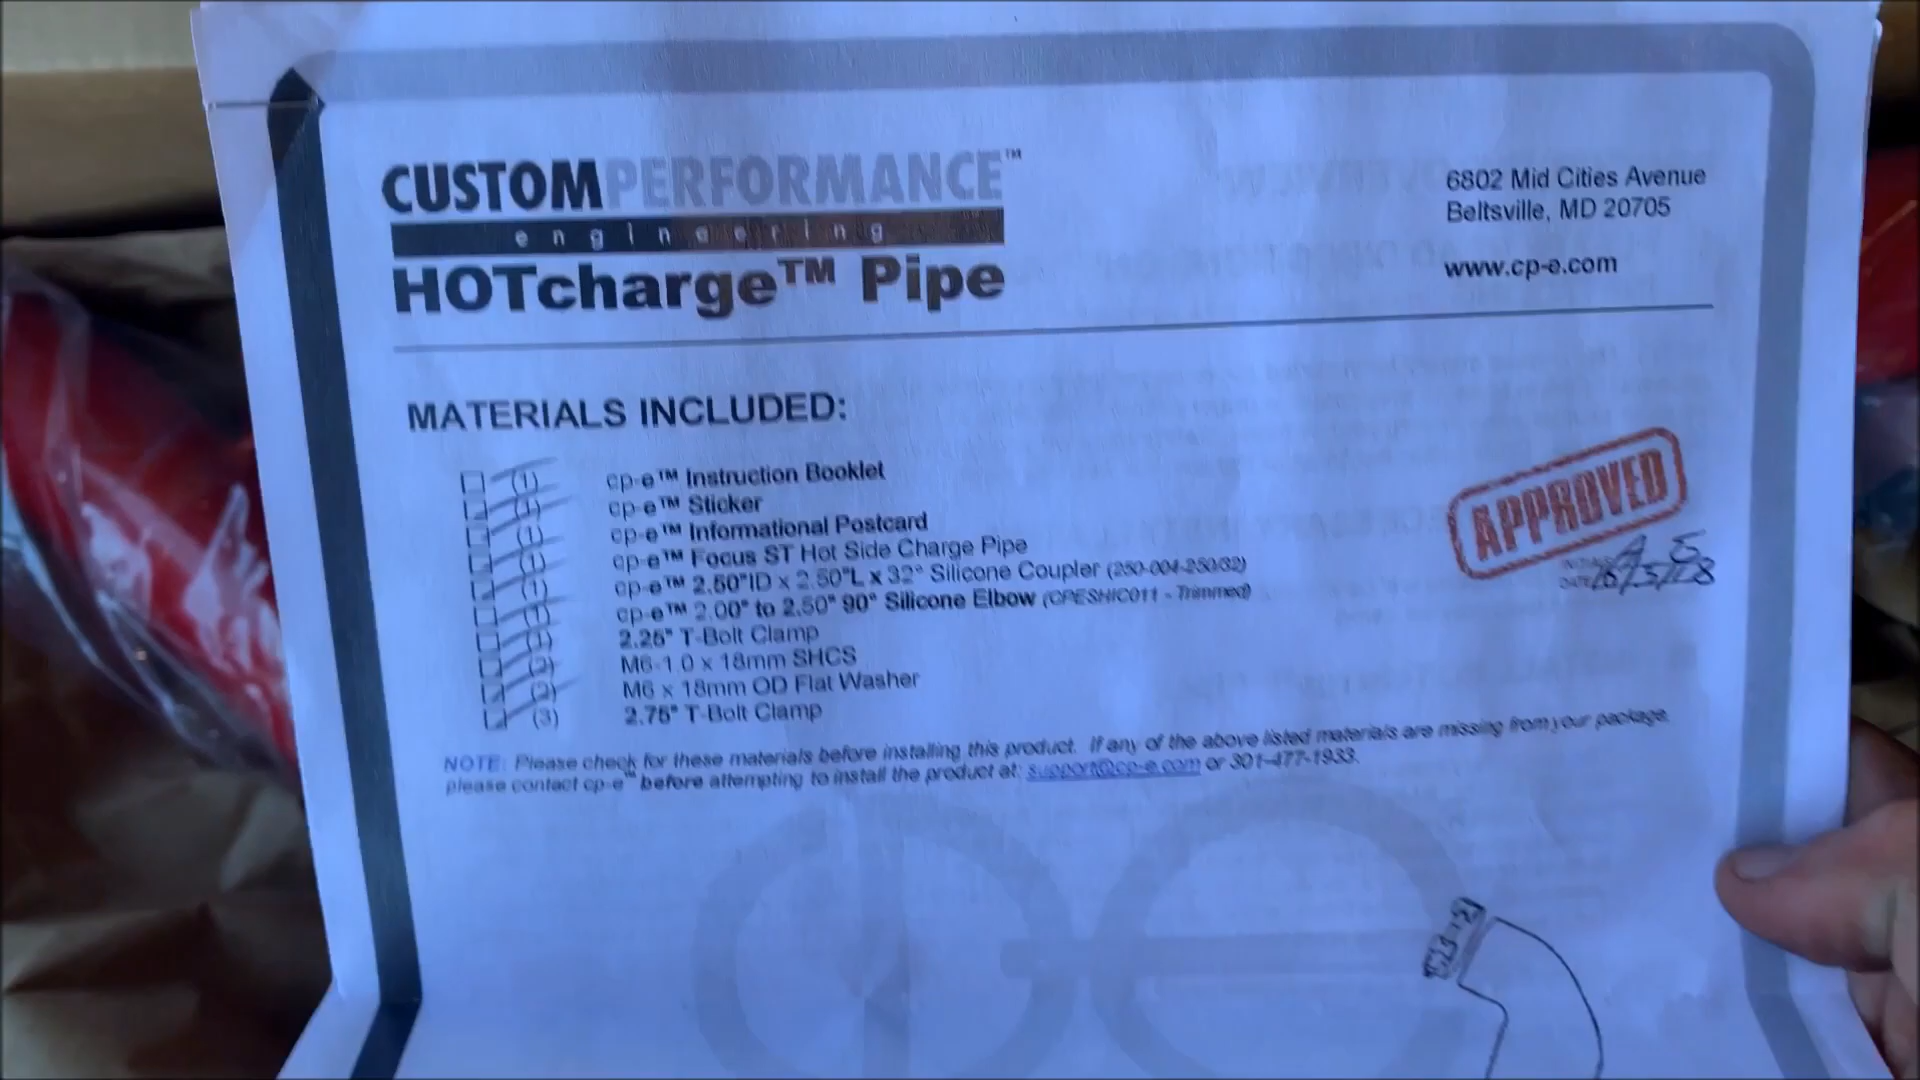 CUSTOMPERFORMANCE™
engineering
HOTcharge™ Pipe
6802 Mid Cities Avenue
Beltsville, MD 20705
www.cp-e.com
MATERIALS INCLUDED:
(1) cp-e™ Instruction Booklet
(1) cp-e™ Sticker
(1) cp-e™ Informational Postcard
(1) cp-e™ Focus ST Hot Side Charge Pipe
(1) cp-e™ 2.50"ID x 2.50"L x 32° Silicone Coupler (250-004-250/32)
(1) cp-e™ 2.00" to 2.50" 90° Silicone Elbow (CPESHIC011 - Trimmed)
(1) 2.25" T-Bolt Clamp
(2) M6-1.0 x 18mm SHCS
(2) M6 x 18mm OD Flat Washer
(3) 2.75" T-Bolt Clamp
APPROVED
NOTE: Please check for these materials before installing this product. If any of the above listed materials are missing from your package,
please contact cp-e™ before attempting to install the product at: support@cp-e.com or 301-477-1933.